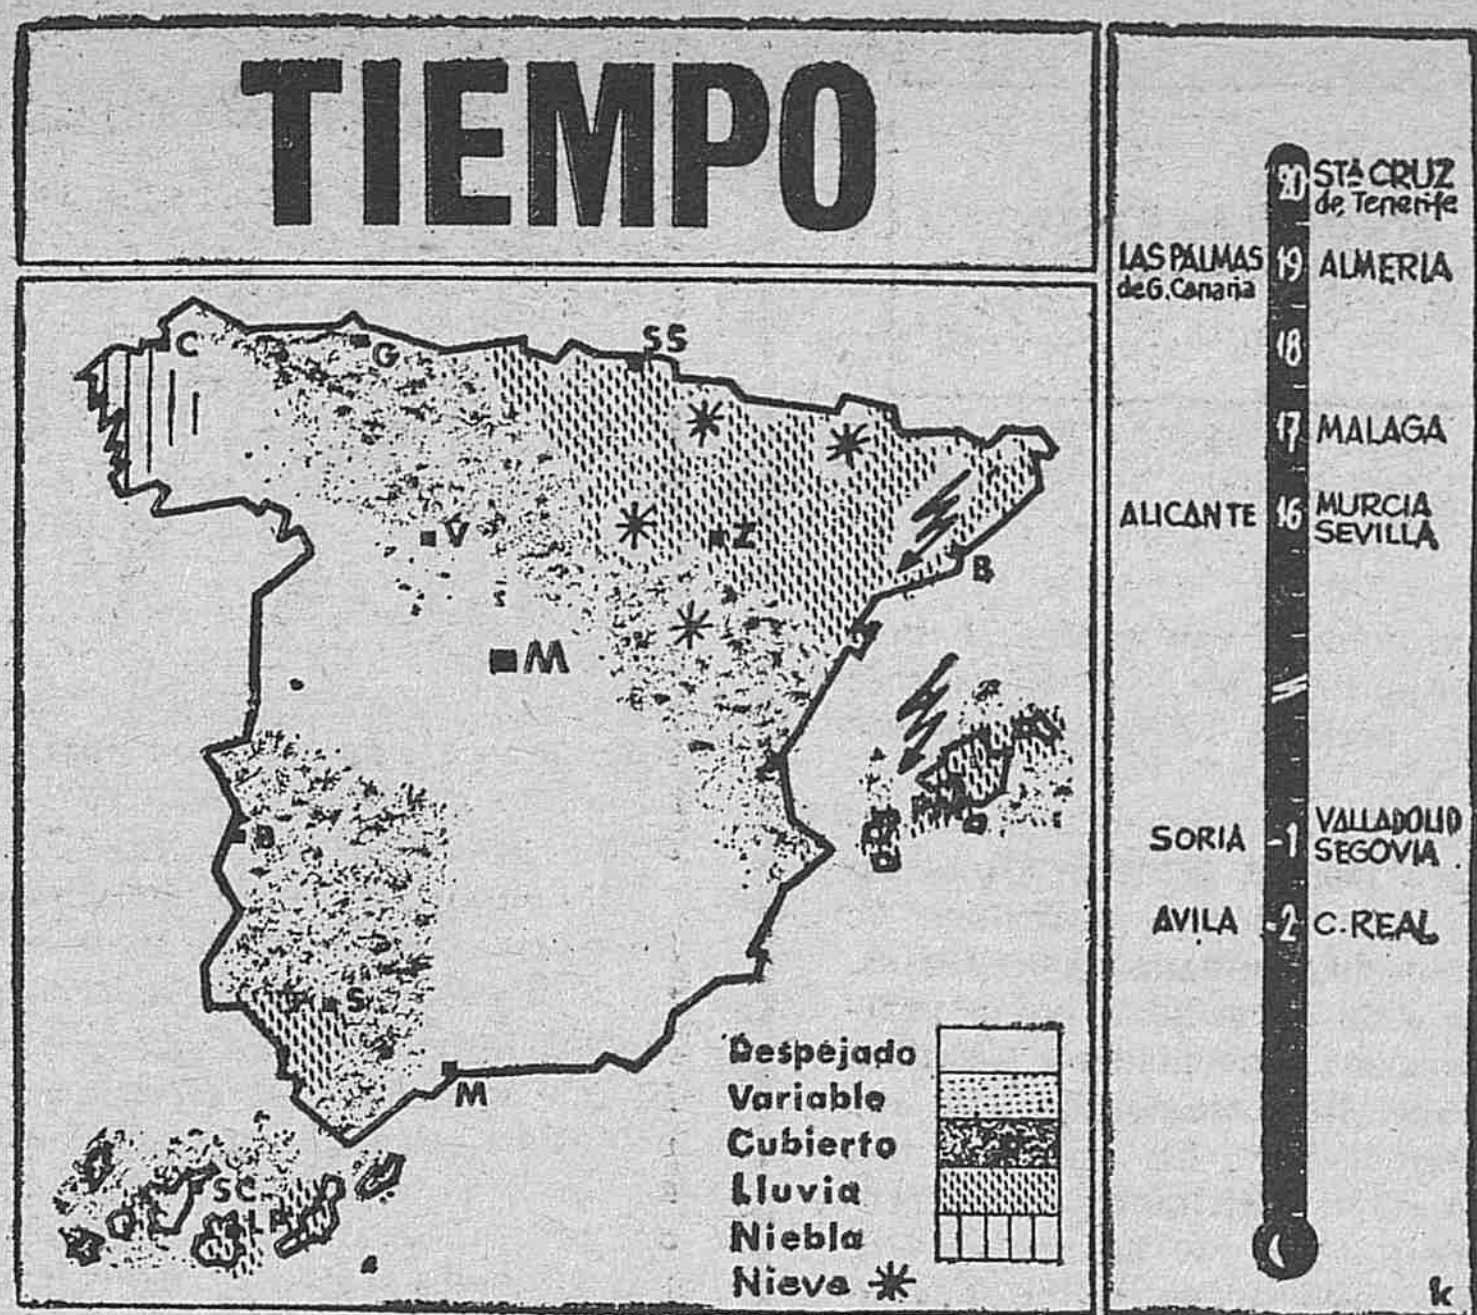 TIEMPO
C
G
SS
V
Z
B
M
B
S
M
SC
LP
Despejado
Variable
Cubierto
Lluvia
Niebla
Nieve
20 STA CRUZ
de Tenerife
LAS PALMAS 19 ALMERIA
de G. Canaria
18
17 MALAGA
ALICANTE 16 MURCIA
SEVILLA
SORIA -1 VALLADOLID
SEGOVIA
AVILA -2 C. REAL
k